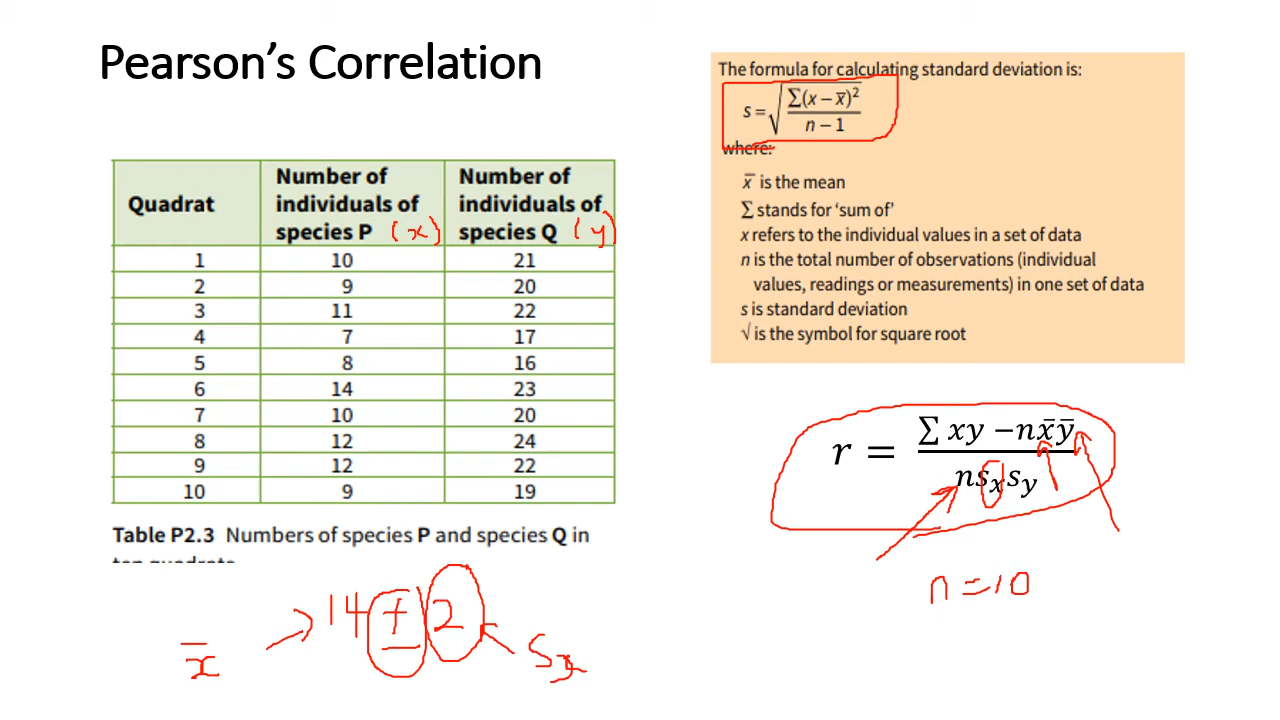 Pearson's Correlation
Quadrat | Number of individuals of species P (x) | Number of individuals of species Q (y)
1 | 10 | 21
2 | 9 | 20
3 | 11 | 22
4 | 7 | 17
5 | 8 | 16
6 | 14 | 23
7 | 10 | 20
8 | 12 | 24
9 | 12 | 22
10 | 9 | 19
Table P2.3 Numbers of species P and species Q in
ten quadrats
x̄ 14 ± 2 Sx
The formula for calculating standard deviation is:
s = √(∑(x − x̄)² / (n − 1))
where:
x̄ is the mean
∑ stands for 'sum of'
x refers to the individual values in a set of data
n is the total number of observations (individual
values, readings or measurements) in one set of data
s is standard deviation
√ is the symbol for square root
r = (∑ xy − nx̄ȳ) / (nsₓsᵧ)
n = 10